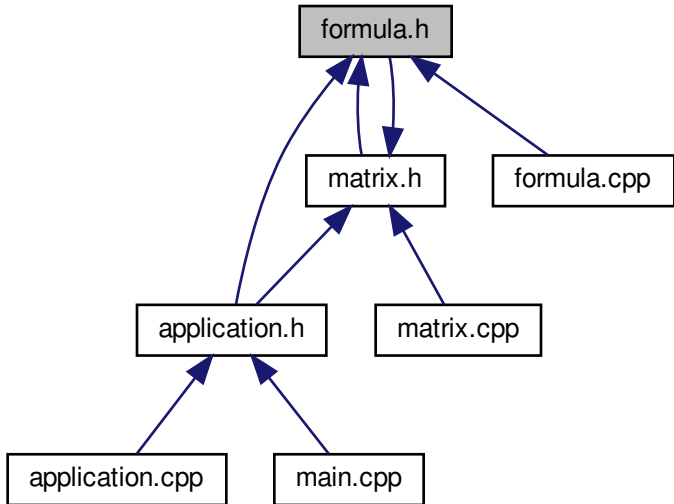 formula.h
matrix.h
formula.cpp
application.h
matrix.cpp
application.cpp
main.cpp